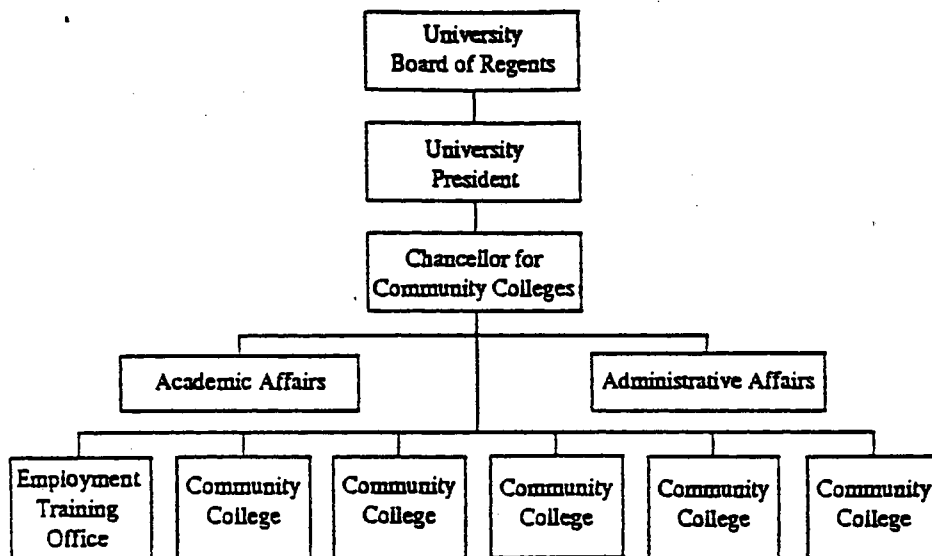 University
Board of Regents
University
President
Chancellor for
Community Colleges
Academic Affairs
Administrative Affairs
Employment
Training
Office
Community
College
Community
College
Community
College
Community
College
Community
College